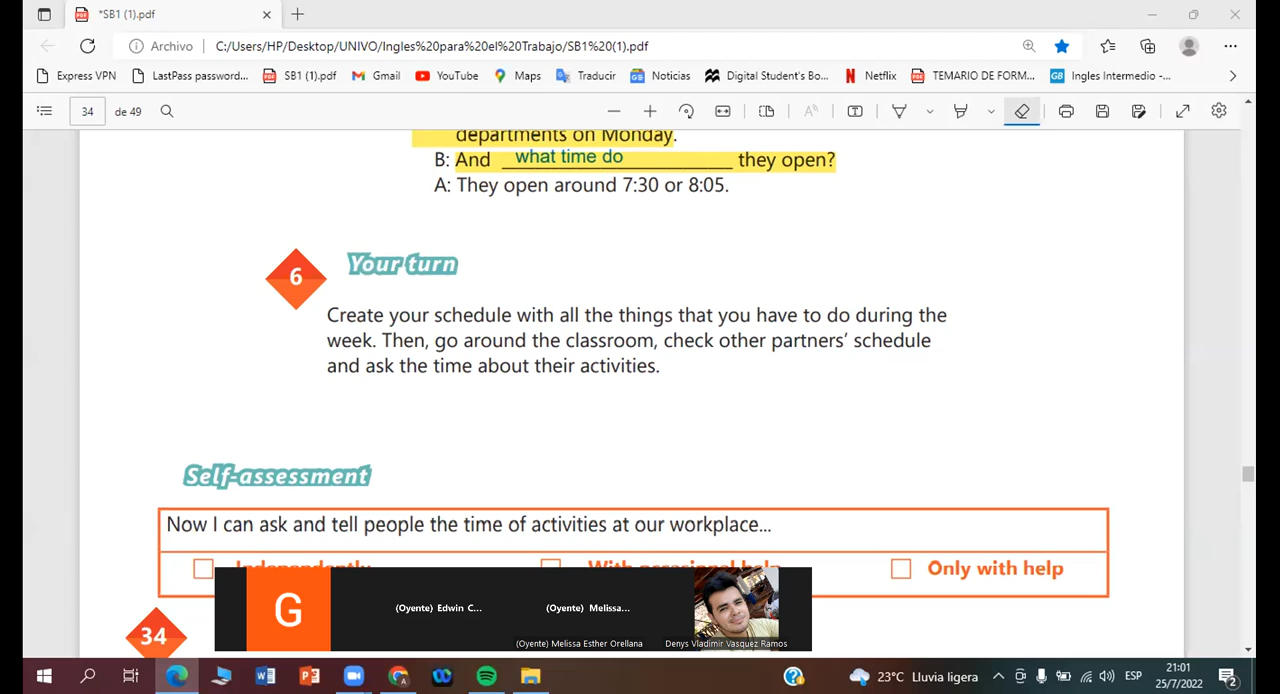 *SB1 (1).pdf
Archivo C:/Users/HP/Desktop/UNIVO/Ingles%20para%20el%20Trabajo/SB1%20(1).pdf
Express VPN LastPass password... SB1 (1).pdf Gmail YouTube Maps Traducir Noticias Digital Student's Bo... Netflix TEMARIO DE FORM... Ingles Intermedio -...
34 de 49
departments on Monday.
B: And what time do they open?
A: They open around 7:30 or 8:05.
6 Your turn
Create your schedule with all the things that you have to do during the
week. Then, go around the classroom, check other partners' schedule
and ask the time about their activities.
Self-assessment
Now I can ask and tell people the time of activities at our workplace...
Independently With occasional help Only with help
G (Oyente) Edwin C... (Oyente) Melissa...
(Oyente) Melissa Esther Orellana Denys Vladimir Vasquez Ramos
34
23°C Lluvia ligera ESP 21:01
25/7/2022